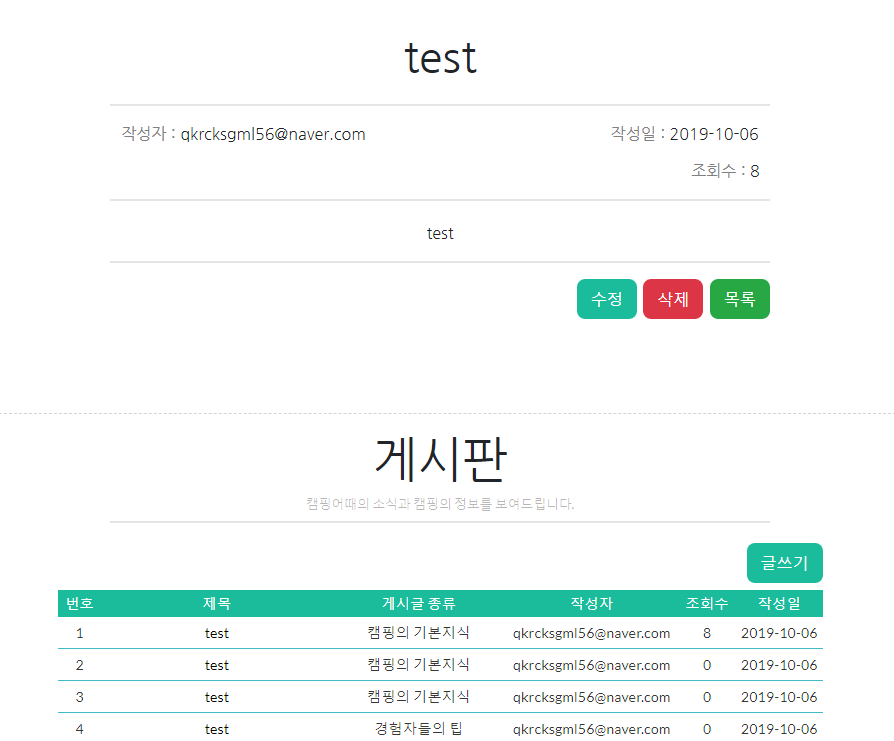 test
작성자 : qkrcksgml56@naver.com 작성일 : 2019-10-06
조회수 : 8
test
수정 삭제 목록
게시판
캠핑어때의 소식과 캠핑의 정보를 보여드립니다.
글쓰기
번호 제목 게시글 종류 작성자 조회수 작성일
1 test 캠핑의 기본지식 qkrcksgml56@naver.com 8 2019-10-06
2 test 캠핑의 기본지식 qkrcksgml56@naver.com 0 2019-10-06
3 test 캠핑의 기본지식 qkrcksgml56@naver.com 0 2019-10-06
4 test 경험자들의 팁 qkrcksgml56@naver.com 0 2019-10-06